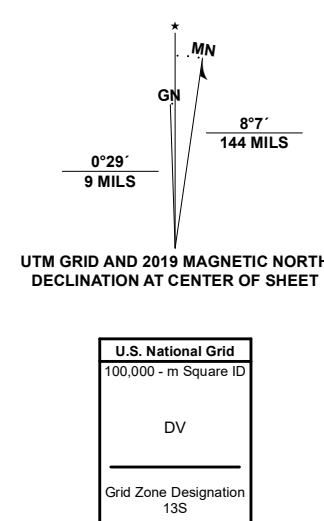 ★
MN
GN
8°7´
144 MILS
0°29´
9 MILS
UTM GRID AND 2019 MAGNETIC NORTH
DECLINATION AT CENTER OF SHEET
U.S. National Grid
100,000 - m Square ID
DV
Grid Zone Designation
13S